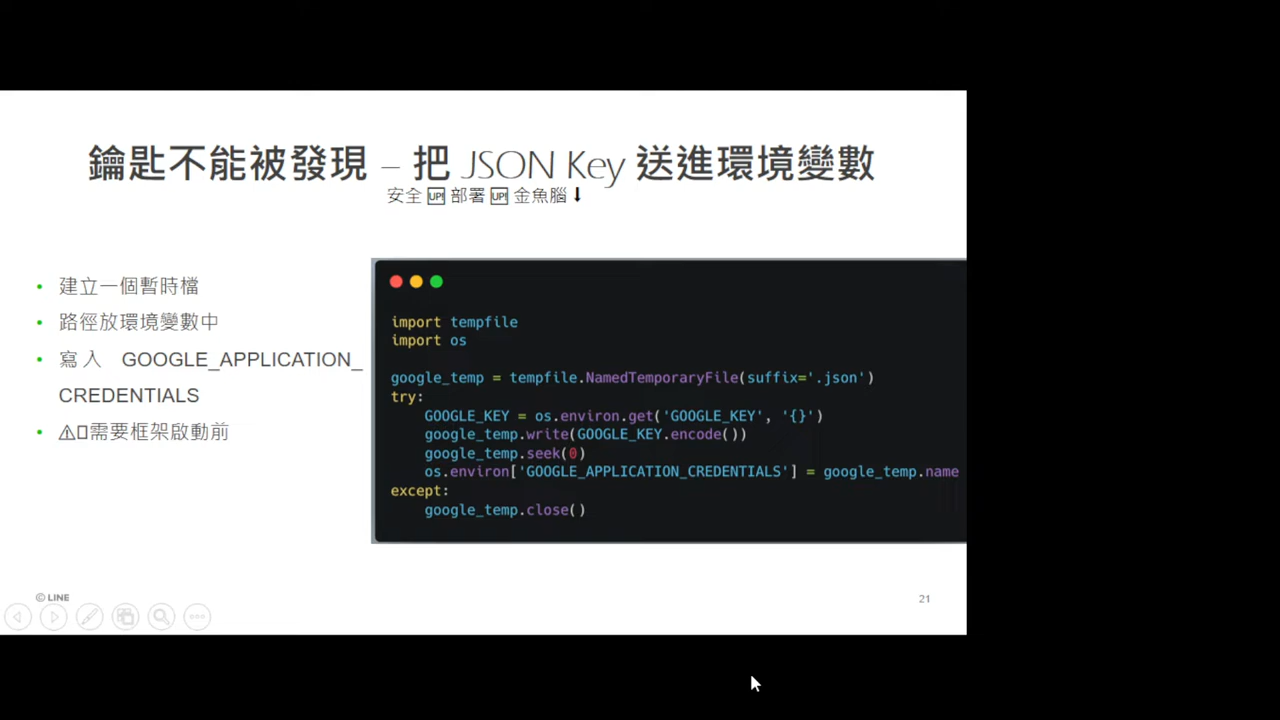 鑰匙不能被發現 – 把 JSON Key 送進環境變數
安全 🆙 部署 🆙 金魚腦 ⬇
• 建立一個暫時檔
• 路徑放環境變數中
• 寫入 GOOGLE_APPLICATION_
CREDENTIALS
• ⚠需要框架啟動前
import tempfile
import os
google_temp = tempfile.NamedTemporaryFile(suffix='.json')
try:
    GOOGLE_KEY = os.environ.get('GOOGLE_KEY', '{}')
    google_temp.write(GOOGLE_KEY.encode())
    google_temp.seek(0)
    os.environ['GOOGLE_APPLICATION_CREDENTIALS'] = google_temp.name
except:
    google_temp.close()
© LINE
21